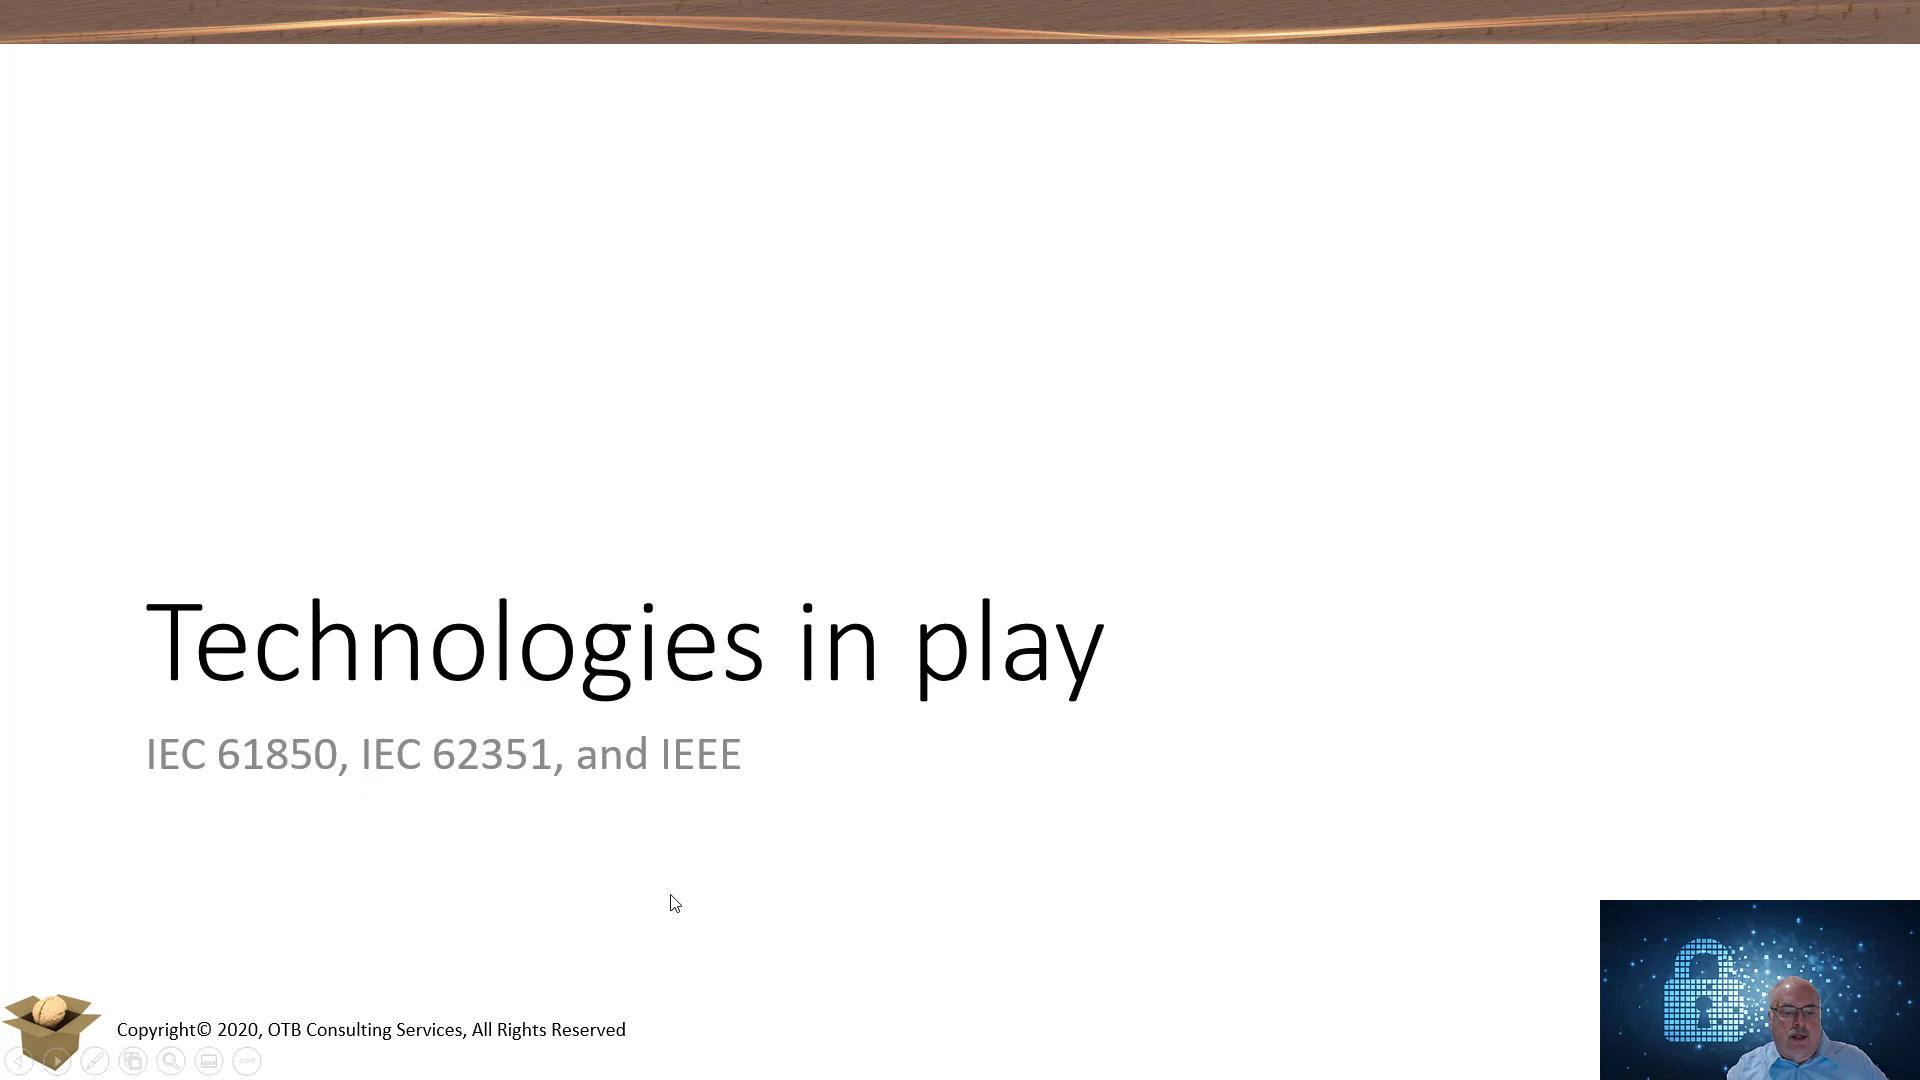 Technologies in play
IEC 61850, IEC 62351, and IEEE
Copyright© 2020, OTB Consulting Services, All Rights Reserved